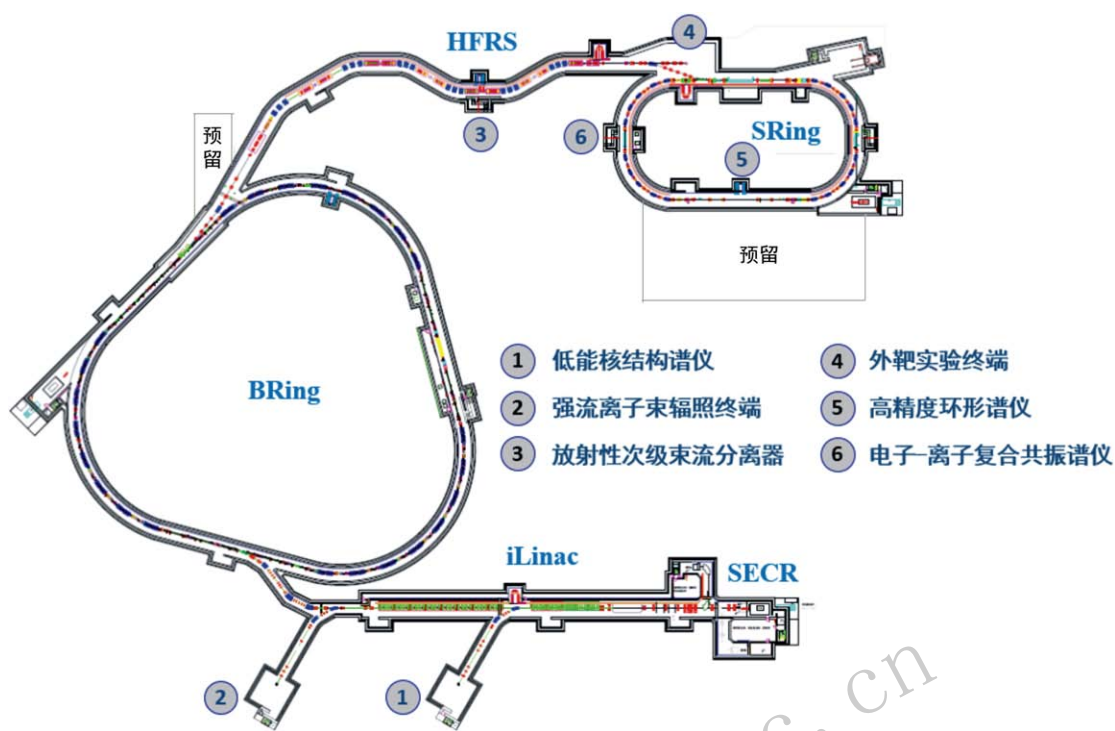 HFRS
4
预留
3
6
SRing
5
预留
BRing
1 低能核结构谱仪
2 强流离子束辐照终端
3 放射性次级束流分离器
4 外靶实验终端
5 高精度环形谱仪
6 电子-离子复合共振谱仪
iLinac
SECR
2
1